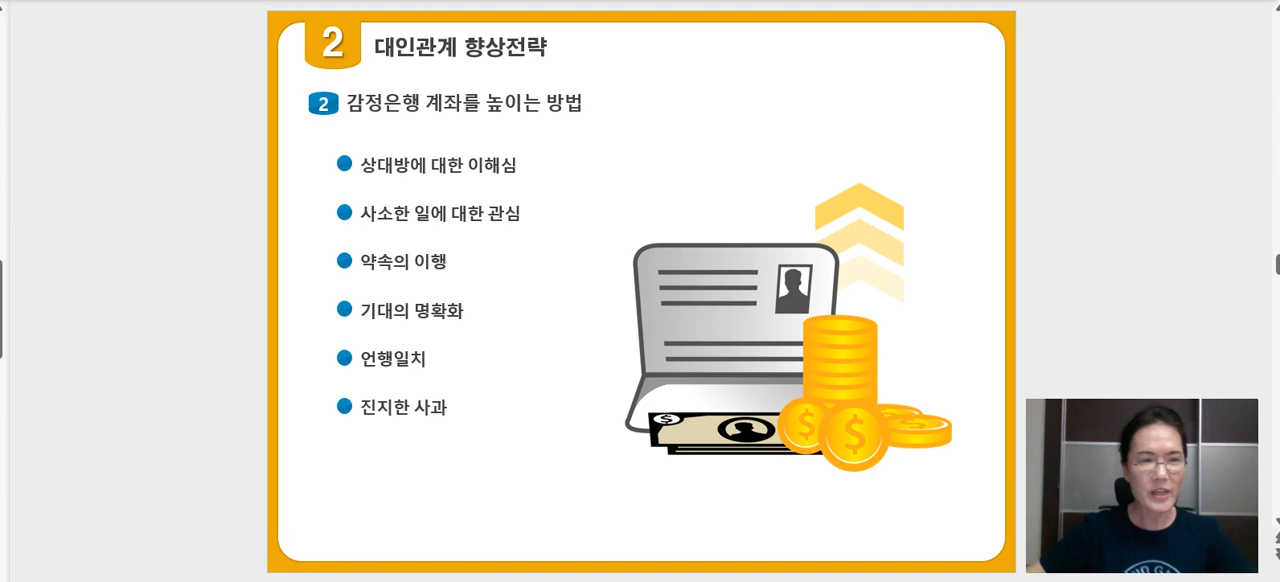 2 대인관계 향상전략
2 감정은행 계좌를 높이는 방법
상대방에 대한 이해심
사소한 일에 대한 관심
약속의 이행
기대의 명확화
언행일치
진지한 사과
$
$ $ $